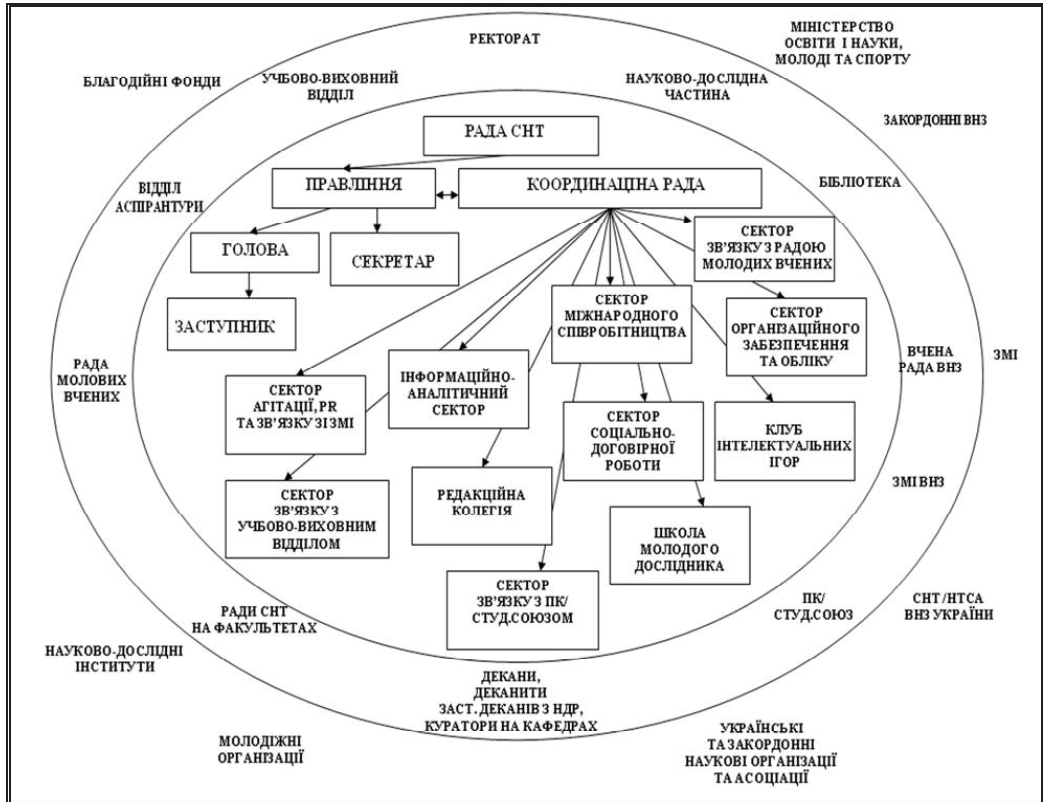 МІНІСТЕРСТВО
ОСВІТИ І НАУКИ,
МОЛОДІ ТА СПОРТУ
РЕКТОРАТ
БЛАГОДІЙНІ ФОНДИ
УЧБОВО-ВИХОВНИЙ
ВІДДІЛ
НАУКОВО-ДОСЛІДНА
ЧАСТИНА
ЗАКОРДОННІ ВНЗ
РАДА СНТ
ПРАВЛІННЯ
КООРДИНАЦІНА РАДА
БІБЛІОТЕКА
ВІДДІЛ
АСПІРАНТУРИ
ГОЛОВА
СЕКРЕТАР
СЕКТОР
ЗВ'ЯЗКУ З РАДОЮ
МОЛОДИХ ВЧЕНИХ
ЗАСТУПНИК
СЕКТОР
МІЖНАРОДНОГО
СПІВРОБІТНИЦТВА
СЕКТОР
ОРГАНІЗАЦІЙНОГО
ЗАБЕЗПЕЧЕННЯ
ТА ОБЛІКУ
ВЧЕНА
РАДА ВНЗ
ЗМІ
РАДА
МОЛОВИХ
ВЧЕНИХ
СЕКТОР
АГІТАЦІЇ, PR
ТА ЗВ'ЯЗКУ ЗІ ЗМІ
ІНФОРМАЦІЙНО-
АНАЛІТИЧНИЙ
СЕКТОР
СЕКТОР
СОЦІАЛЬНО-
ДОГОВІРНОЇ
РОБОТИ
КЛУБ
ІНТЕЛЕКТУАЛЬНИХ
ІГОР
СЕКТОР
ЗВ'ЯЗКУ З
УЧБОВО-ВИХОВНИМ
ВІДДІЛОМ
РЕДАКЦІЙНА
КОЛЕГІЯ
ЗМІ ВНЗ
ШКОЛА
МОЛОДОГО
ДОСЛІДНИКА
СЕКТОР
ЗВ'ЯЗКУ З ПК/
СТУД.СОЮЗОМ
РАДИ СНТ
НА ФАКУЛЬТЕТАХ
ПК/
СТУД.СОЮЗ
СНТ /НТСА
ВНЗ УКРАЇНИ
НАУКОВО-ДОСЛІДНІ
ІНСТИТУТИ
ДЕКАНИ,
ДЕКАНИТИ
ЗАСТ. ДЕКАНІВ З НДР,
КУРАТОРИ НА КАФЕДРАХ
МОЛОДІЖНІ
ОРГАНІЗАЦІЇ
УКРАЇНСЬКІ
ТА ЗАКОРДОННІ
НАУКОВІ ОРГАНІЗАЦІЇ
ТА АСОЦІАЦІЇ